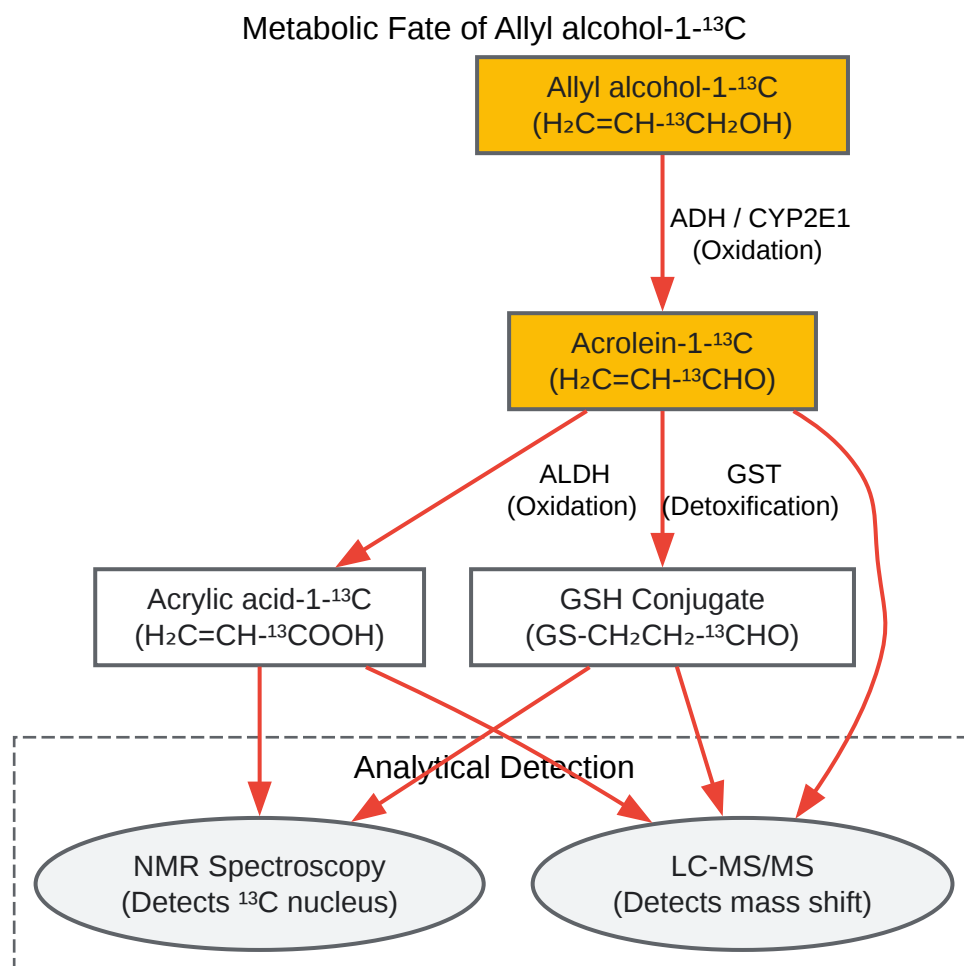 Metabolic Fate of Allyl alcohol-1-¹³C
Allyl alcohol-1-¹³C
(H₂C=CH-¹³CH₂OH)
ADH / CYP2E1
(Oxidation)
Acrolein-1-¹³C
(H₂C=CH-¹³CHO)
ALDH
(Oxidation)
GST
(Detoxification)
Acrylic acid-1-¹³C
(H₂C=CH-¹³COOH)
GSH Conjugate
(GS-CH₂CH₂-¹³CHO)
Analytical Detection
NMR Spectroscopy
(Detects ¹³C nucleus)
LC-MS/MS
(Detects mass shift)